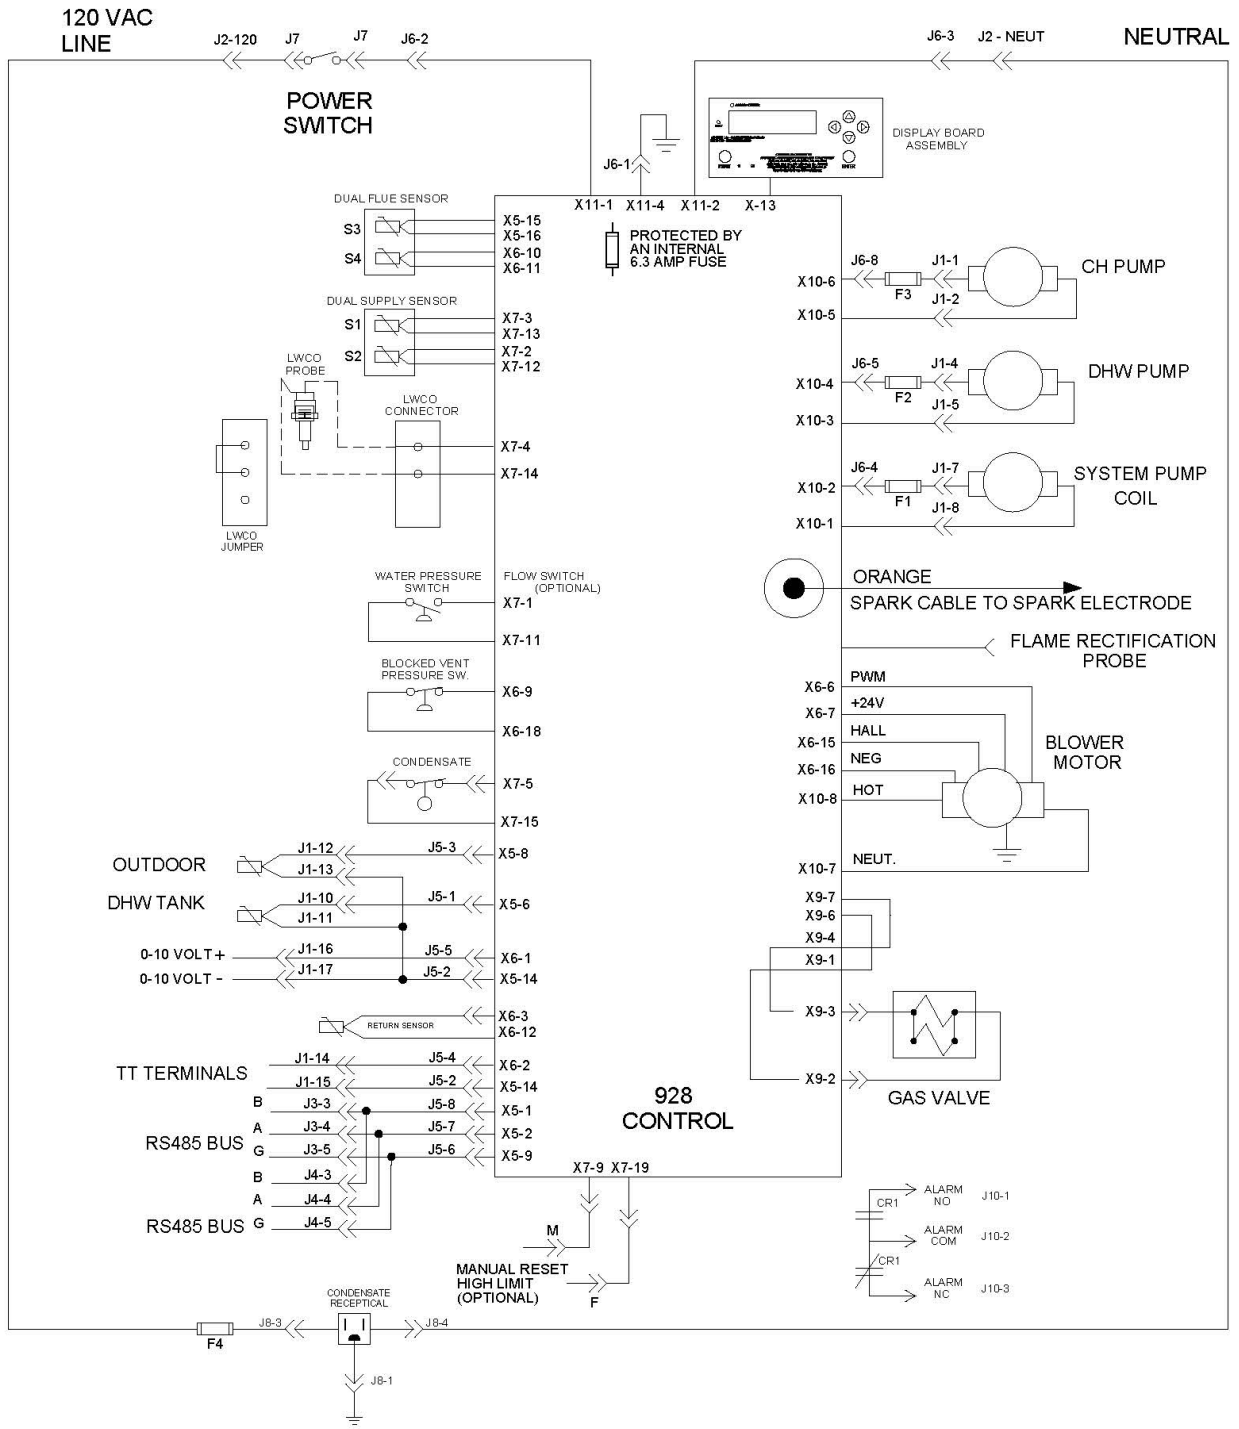 120 VAC
LINE
J2-120
J7
J7
J6-2
POWER
SWITCH
J6-3
J2 - NEUT
NEUTRAL
DISPLAY BOARD
ASSEMBLY
J6-1
X11-1
X11-4
X11-2
X-13
PROTECTED BY
AN INTERNAL
6.3 AMP FUSE
DUAL FLUE SENSOR
S3
S4
X5-15
X5-16
X6-10
X6-11
DUAL SUPPLY SENSOR
S1
S2
X7-3
X7-13
X7-2
X7-12
LWCO
PROBE
LWCO
CONNECTOR
X7-4
X7-14
LWCO
JUMPER
WATER PRESSURE
SWITCH
FLOW SWITCH
(OPTIONAL)
X7-1
X7-11
BLOCKED VENT
PRESSURE SW.
X6-9
X6-18
CONDENSATE
X7-5
X7-15
OUTDOOR
J1-12
J5-3
X5-8
J1-13
DHW TANK
J1-10
J5-1
X5-6
J1-11
0-10 VOLT +
J1-16
J5-5
X6-1
0-10 VOLT -
J1-17
J5-2
X5-14
RETURN SENSOR
X6-3
X6-12
TT TERMINALS
J1-14
J5-4
X6-2
J1-15
J5-2
X5-14
RS485 BUS
B
J3-3
J5-8
X5-1
A
J3-4
J5-7
X5-2
G
J3-5
J5-6
X5-9
RS485 BUS
B
J4-3
A
J4-4
G
J4-5
X10-6
J6-8
F3
J1-1
CH PUMP
X10-5
J1-2
X10-4
J6-5
F2
J1-4
DHW PUMP
X10-3
J1-5
X10-2
J6-4
F1
J1-7
SYSTEM PUMP
COIL
X10-1
J1-8
ORANGE
SPARK CABLE TO SPARK ELECTRODE
FLAME RECTIFICATION
PROBE
X6-6
PWM
X6-7
+24V
X6-15
HALL
X6-16
NEG
X10-8
HOT
BLOWER
MOTOR
X10-7
NEUT.
X9-7
X9-6
X9-4
X9-1
X9-3
X9-2
GAS VALVE
928
CONTROL
X7-9
X7-19
M
MANUAL RESET
HIGH LIMIT
(OPTIONAL)
F
CR1
ALARM
NO
J10-1
ALARM
COM
J10-2
CR1
ALARM
NC
J10-3
CONDENSATE
RECEPTICAL
F4
J8-3
J8-4
J8-1